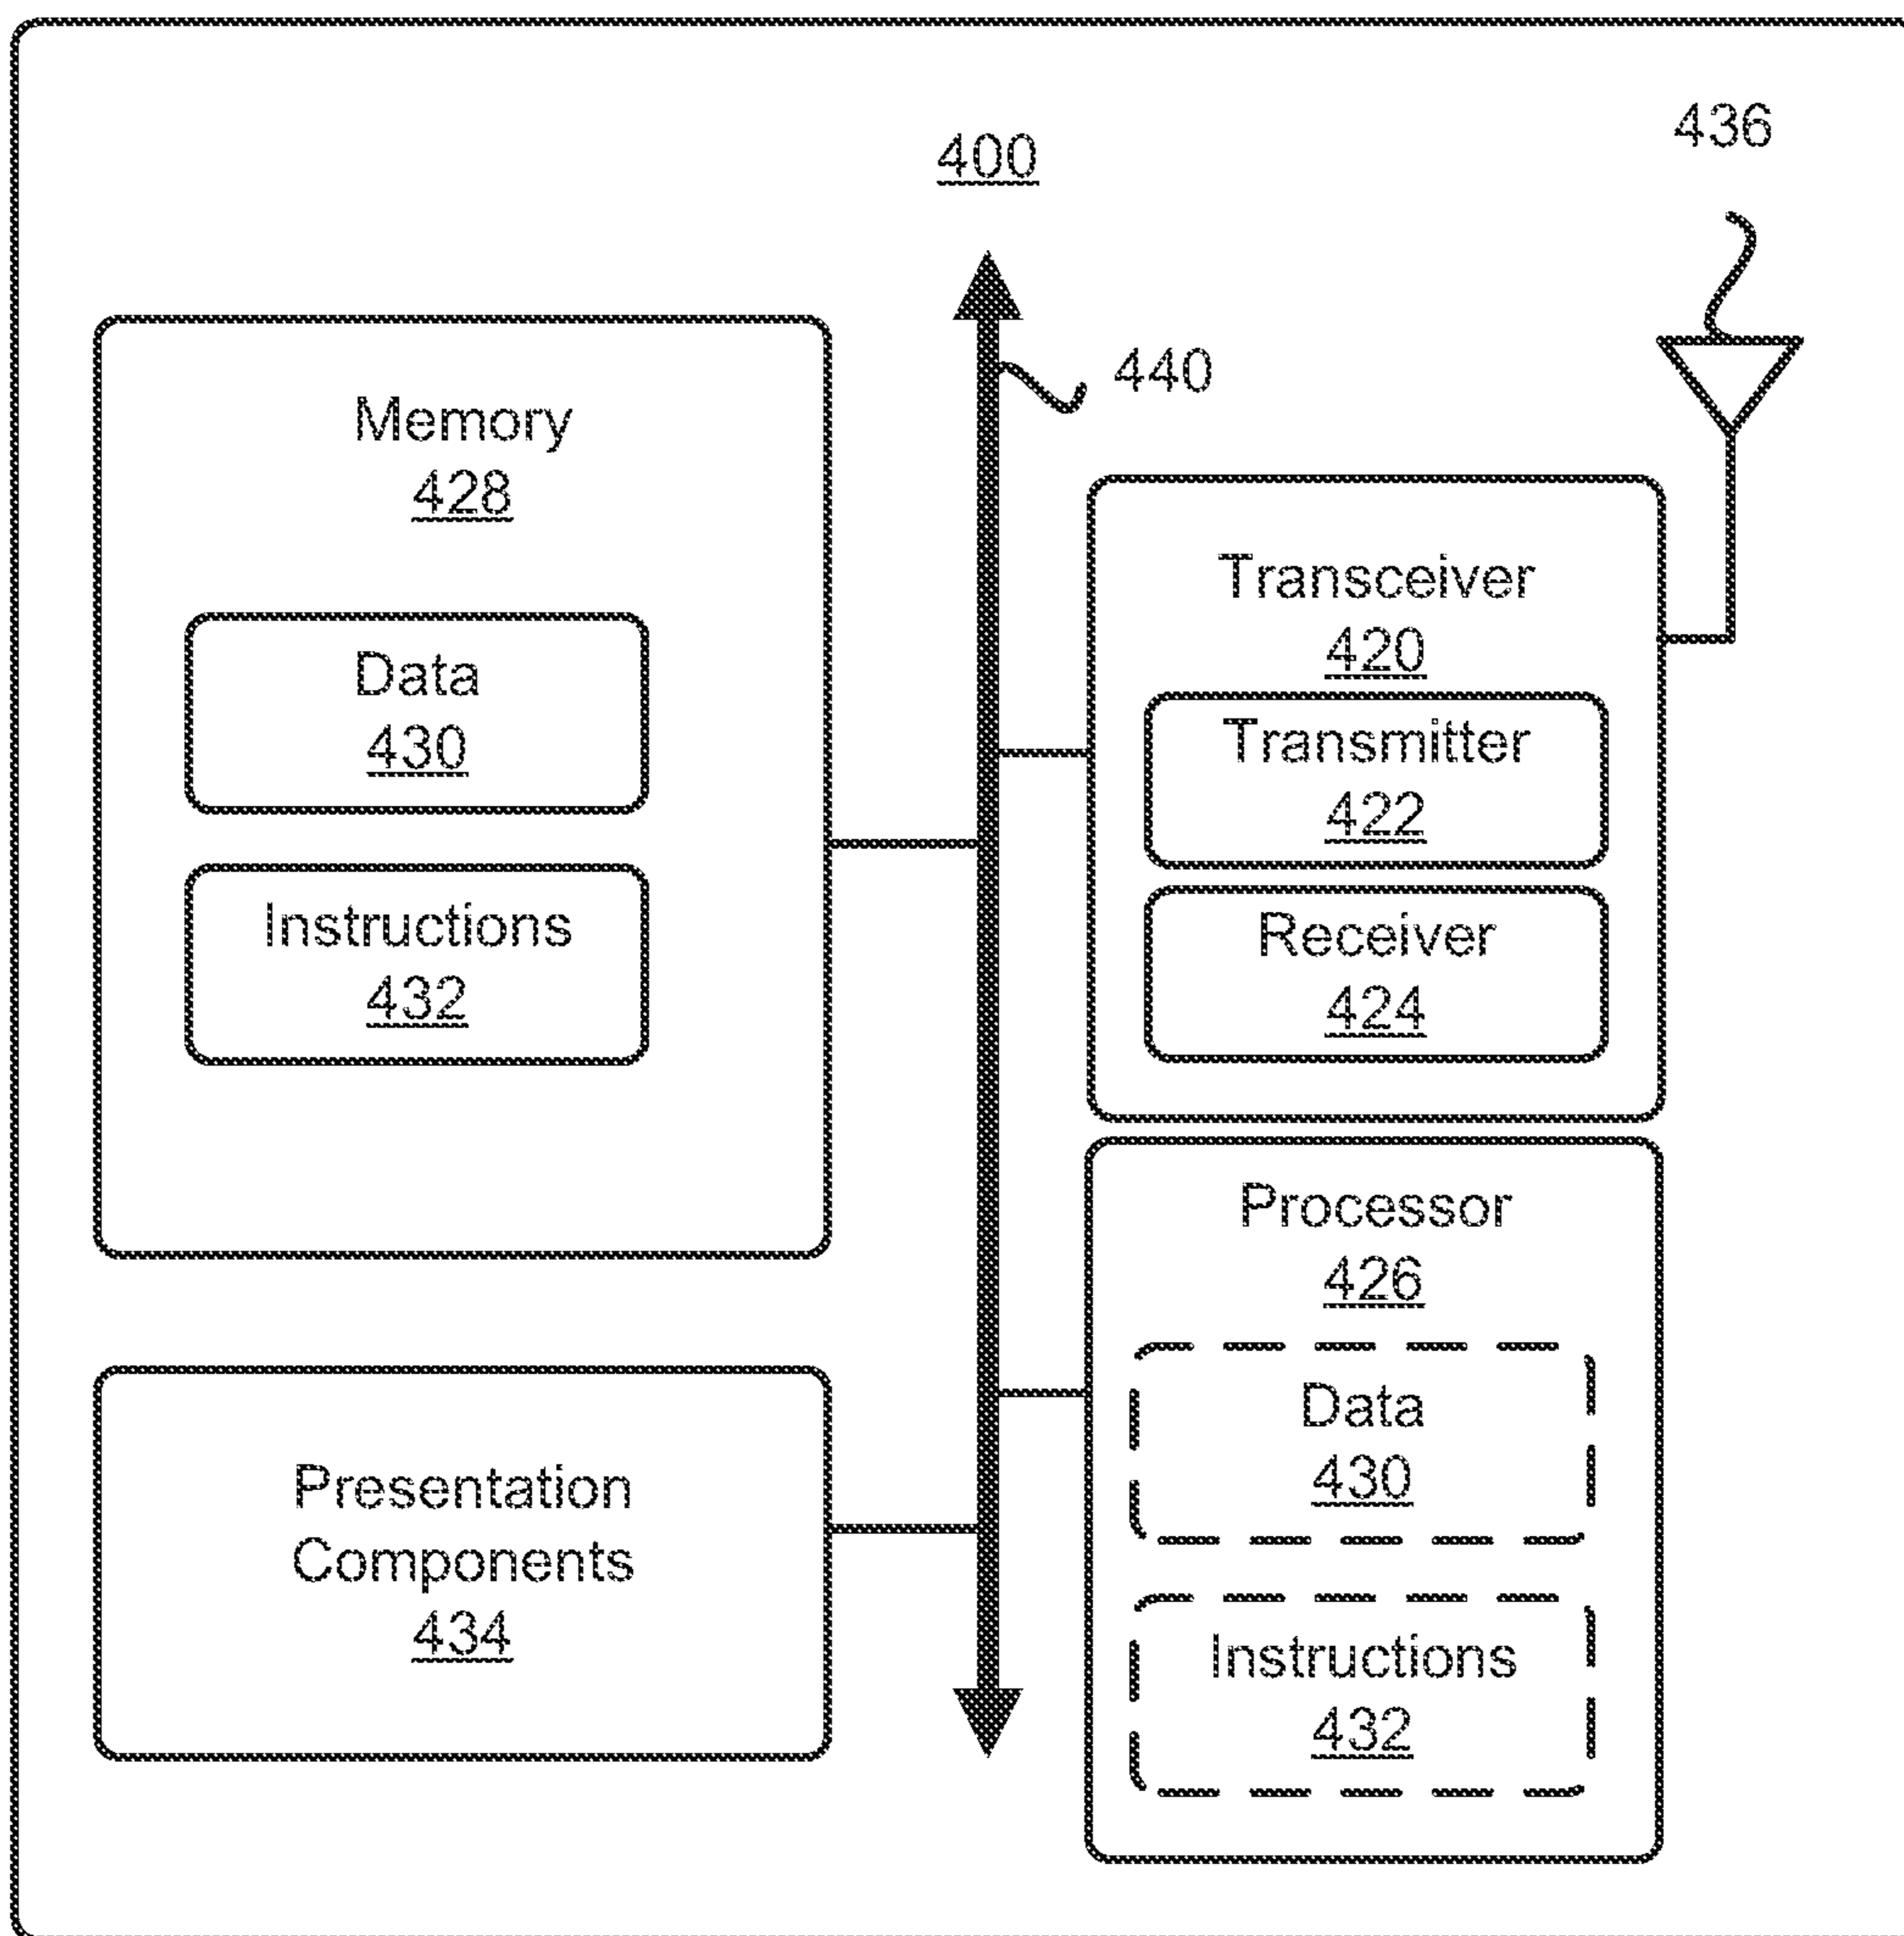 400
436
440
Memory
428
Data
430
Instructions
432
Transceiver
420
Transmitter
422
Receiver
424
Presentation
Components
434
Processor
426
Data
430
Instructions
432